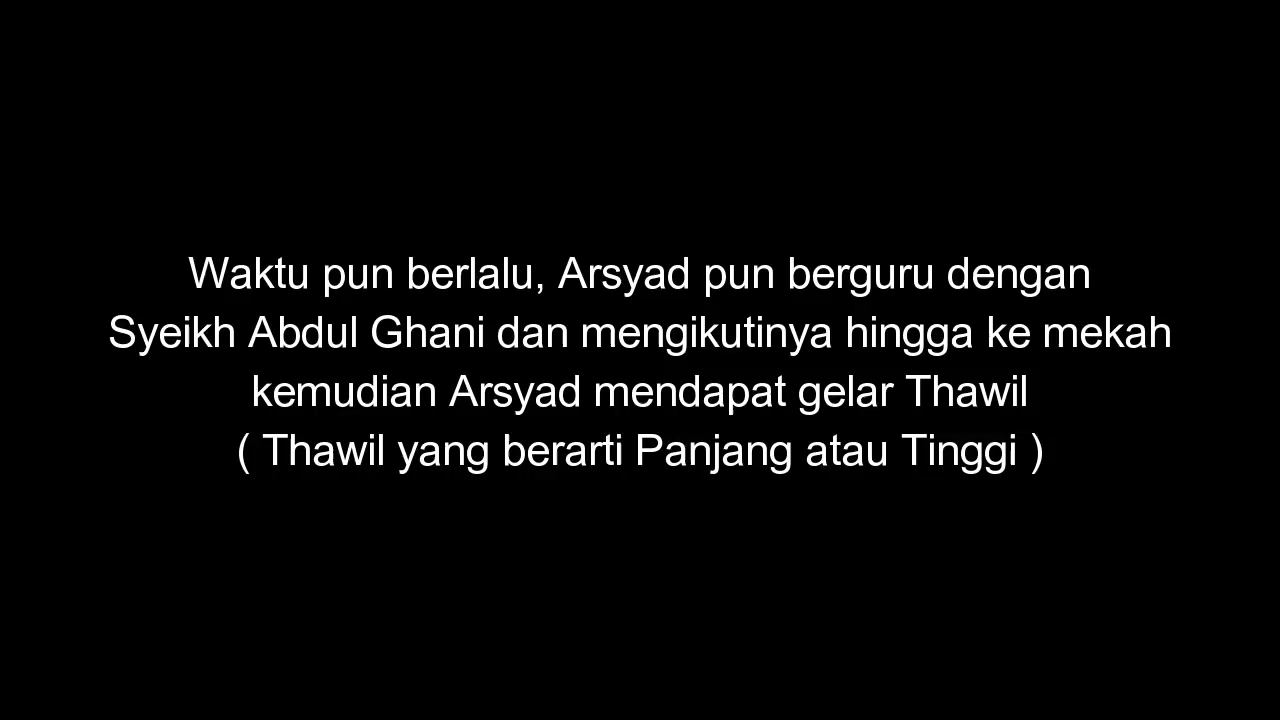 Waktu pun berlalu, Arsyad pun berguru dengan
Syeikh Abdul Ghani dan mengikutinya hingga ke mekah
kemudian Arsyad mendapat gelar Thawil
( Thawil yang berarti Panjang atau Tinggi )